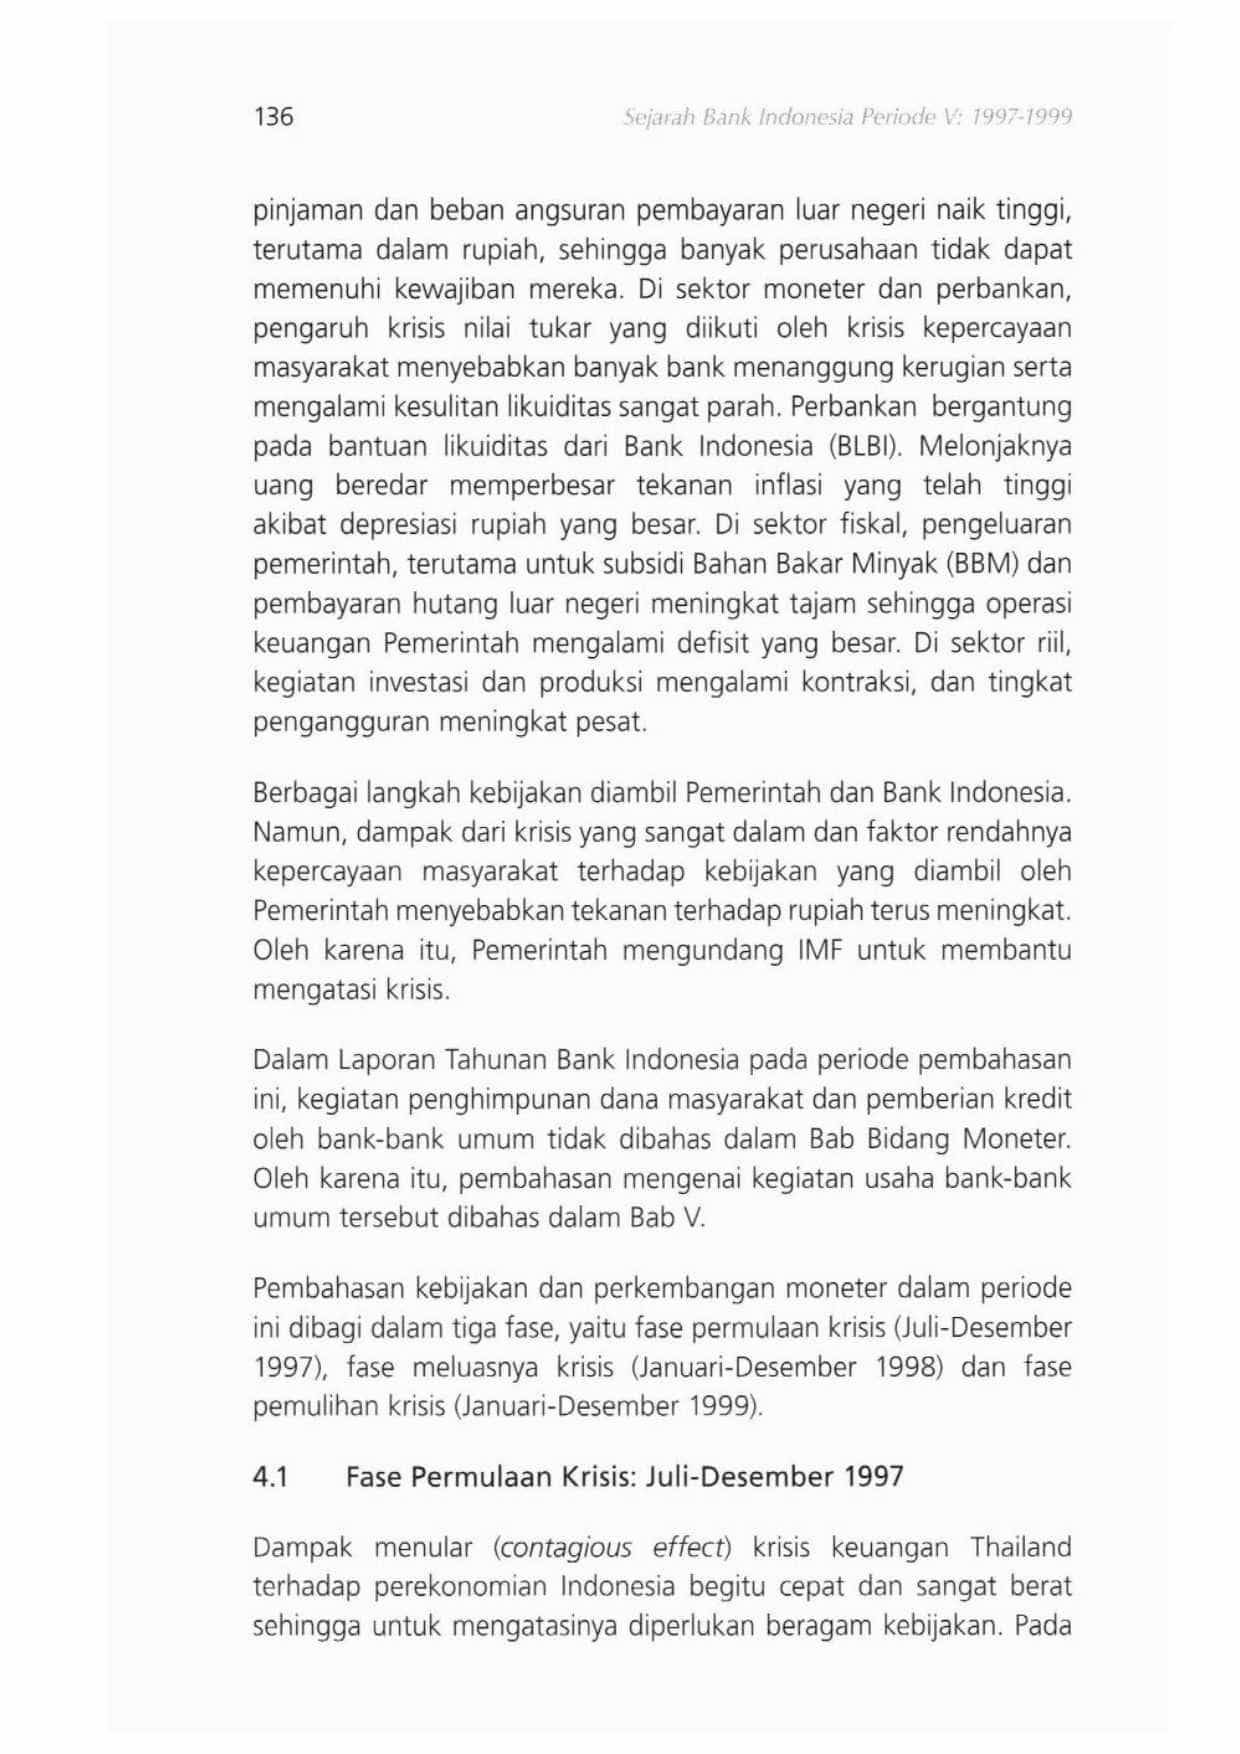 136
Sejarah Bank Indonesia Periode V: 1997-1999
pinjaman dan beban angsuran pembayaran luar negeri naik tinggi,
terutama dalam rupiah, sehingga banyak perusahaan tidak dapat
memenuhi kewajiban mereka. Di sektor moneter dan perbankan,
pengaruh krisis nilai tukar yang diikuti oleh krisis kepercayaan
masyarakat menyebabkan banyak bank menanggung kerugian serta
mengalami kesulitan likuiditas sangat parah. Perbankan bergantung
pada bantuan likuiditas dari Bank Indonesia (BLBI). Melonjaknya
uang beredar memperbesar tekanan inflasi yang telah tinggi
akibat depresiasi rupiah yang besar. Di sektor fiskal, pengeluaran
pemerintah, terutama untuk subsidi Bahan Bakar Minyak (BBM) dan
pembayaran hutang luar negeri meningkat tajam sehingga operasi
keuangan Pemerintah mengalami defisit yang besar. Di sektor riil,
kegiatan investasi dan produksi mengalami kontraksi, dan tingkat
pengangguran meningkat pesat.
Berbagai langkah kebijakan diambil Pemerintah dan Bank Indonesia.
Namun, dampak dari krisis yang sangat dalam dan faktor rendahnya
kepercayaan masyarakat terhadap kebijakan yang diambil oleh
Pemerintah menyebabkan tekanan terhadap rupiah terus meningkat.
Oleh karena itu, Pemerintah mengundang IMF untuk membantu
mengatasi krisis.
Dalam Laporan Tahunan Bank Indonesia pada periode pembahasan
ini, kegiatan penghimpunan dana masyarakat dan pemberian kredit
oleh bank-bank umum tidak dibahas dalam Bab Bidang Moneter.
Oleh karena itu, pembahasan mengenai kegiatan usaha bank-bank
umum tersebut dibahas dalam Bab V.
Pembahasan kebijakan dan perkembangan moneter dalam periode
ini dibagi dalam tiga fase, yaitu fase permulaan krisis (Juli-Desember
1997), fase meluasnya krisis (Januari-Desember 1998) dan fase
pemulihan krisis (Januari-Desember 1999).
4.1 Fase Permulaan Krisis: Juli-Desember 1997
Dampak menular (contagious effect) krisis keuangan Thailand
terhadap perekonomian Indonesia begitu cepat dan sangat berat
sehingga untuk mengatasinya diperlukan beragam kebijakan. Pada